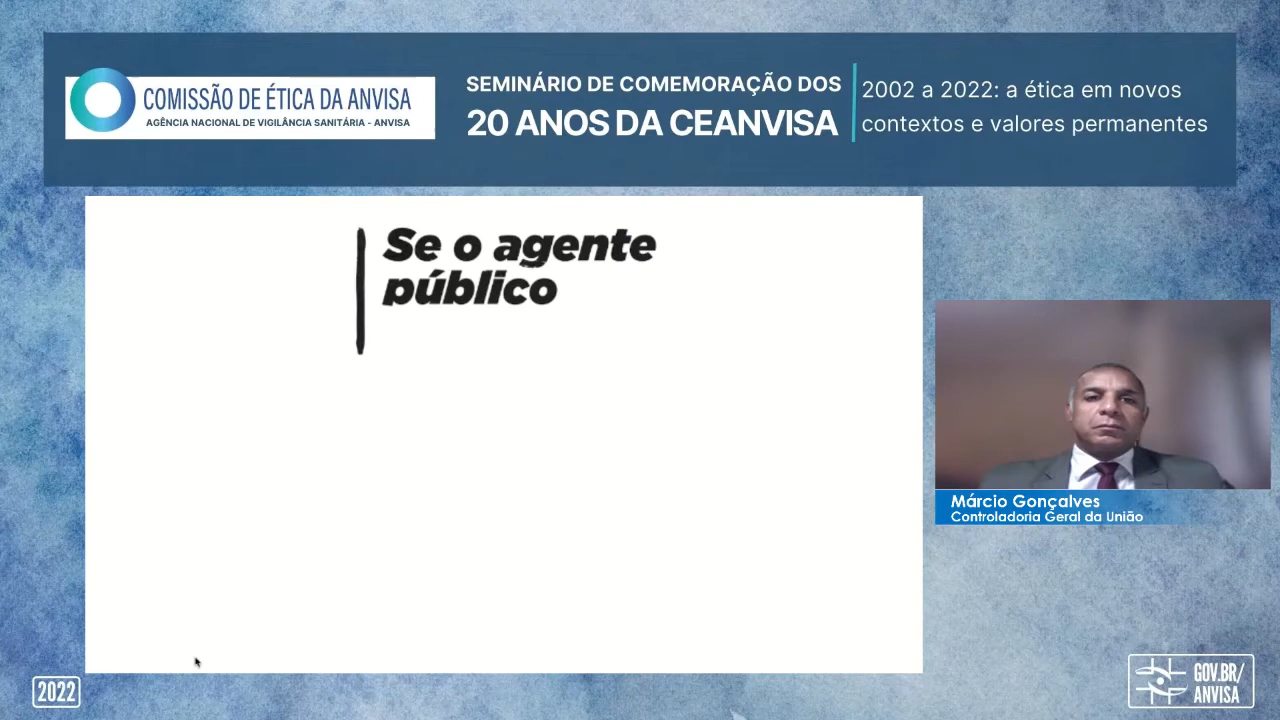 COMISSÃO DE ÉTICA DA ANVISA
AGÊNCIA NACIONAL DE VIGILÂNCIA SANITÁRIA - ANVISA
SEMINÁRIO DE COMEMORAÇÃO DOS
20 ANOS DA CEANVISA
2002 a 2022: a ética em novos
contextos e valores permanentes
Se o agente
público
Márcio Gonçalves
Controladoria Geral da União
2022
GOV.BR/
ANVISA